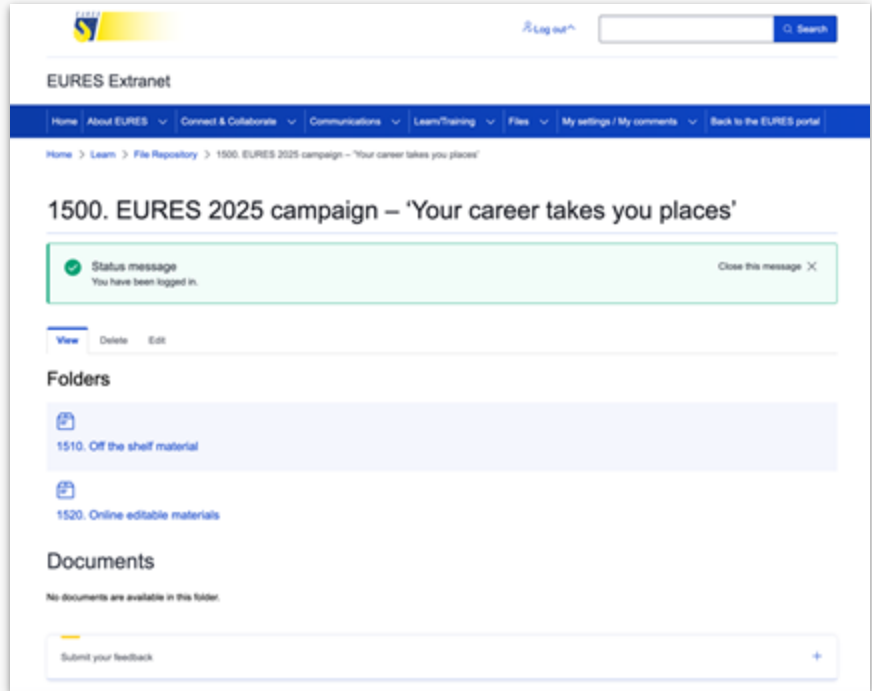 EURES
Log out
Search
EURES Extranet
Home About EURES Connect & Collaborate Communications Learn/Training Files My settings / My comments Back to the EURES portal
Home > Learn > File Repository > 1500. EURES 2025 campaign – 'Your career takes you places'
1500. EURES 2025 campaign – ‘Your career takes you places’
Status message
Close this message
You have been logged in.
View Delete Edit
Folders
1510. Off the shelf material
1520. Online editable materials
Documents
No documents are available in this folder.
Submit your feedback